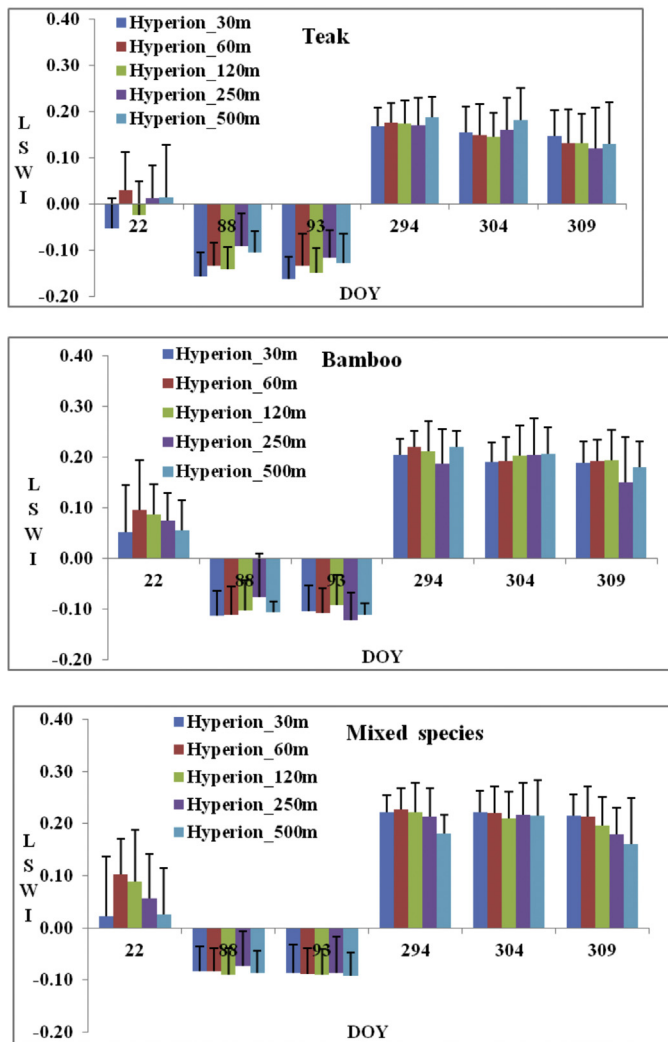 Teak
0.40
0.30
0.20
0.10
0.00
-0.10
-0.20
L
S
W
I
Hyperion_30m
Hyperion_60m
Hyperion_120m
Hyperion_250m
Hyperion_500m
22 88 93 294 304 309
DOY
Bamboo
0.40
0.30
0.20
0.10
0.00
-0.10
-0.20
L
S
W
I
Hyperion_30m
Hyperion_60m
Hyperion_120m
Hyperion_250m
Hyperion_500m
22 88 93 294 304 309
DOY
Mixed species
0.40
0.30
0.20
0.10
0.00
-0.10
-0.20
L
S
W
I
Hyperion_30m
Hyperion_60m
Hyperion_120m
Hyperion_250m
Hyperion_500m
22 88 93 294 304 309
DOY